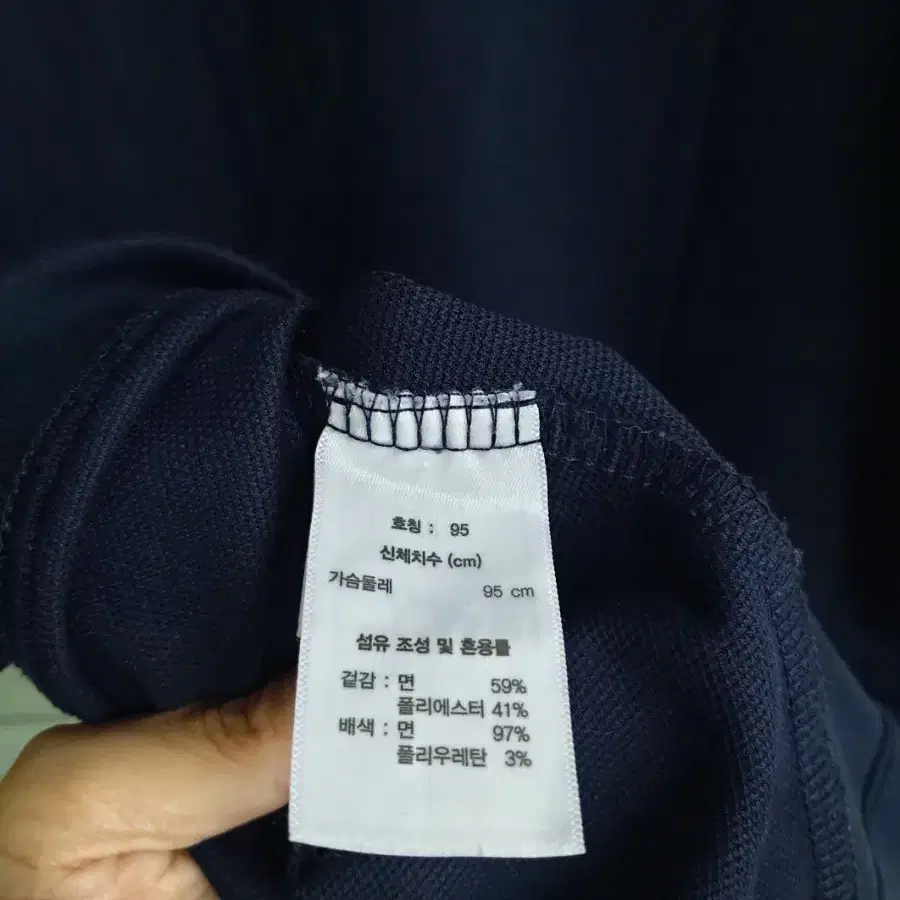 호칭 : 95
신체치수 (cm)
가슴둘레 95 cm
섬유 조성 및 혼용률
겉감 : 면 59%
폴리에스터 41%
배색 : 면 97%
폴리우레탄 3%